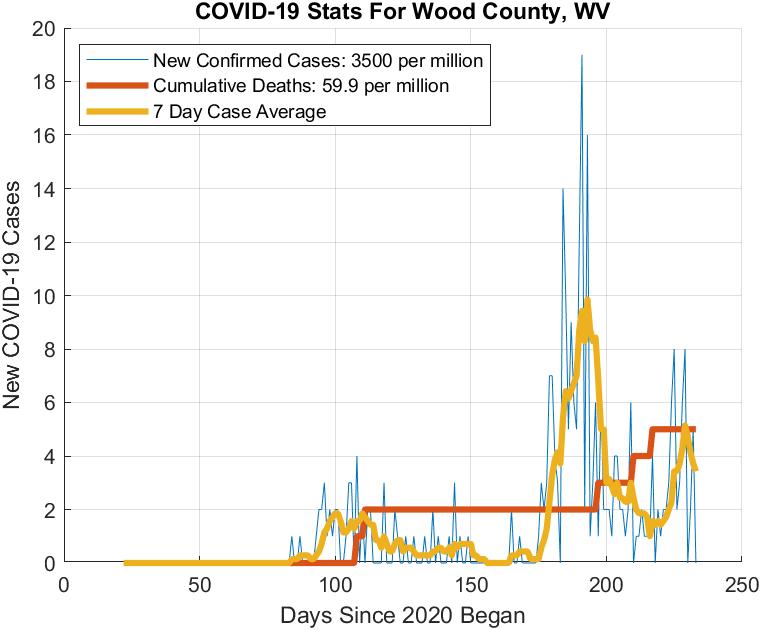 COVID-19 Stats For Wood County, WV
New Confirmed Cases: 3500 per million
Cumulative Deaths: 59.9 per million
7 Day Case Average
New COVID-19 Cases
20
18
16
14
12
10
8
6
4
2
0
0 50 100 150 200 250
Days Since 2020 Began